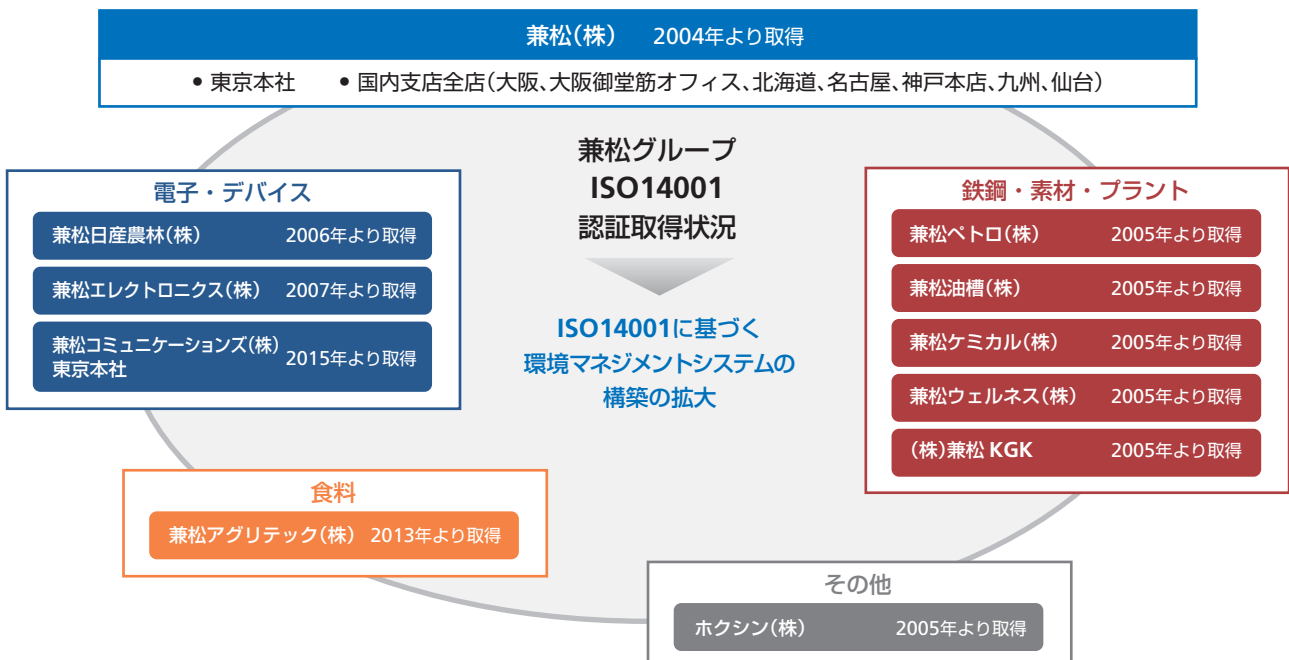 兼松(株) 2004年より取得
• 東京本社 • 国内支店全店(大阪、大阪御堂筋オフィス、北海道、名古屋、神戸本店、九州、仙台)
兼松グループ
ISO14001
認証取得状況
ISO14001に基づく
環境マネジメントシステムの
構築の拡大
電子・デバイス
兼松日産農林(株) 2006年より取得
兼松エレクトロニクス(株) 2007年より取得
兼松コミュニケーションズ(株)
東京本社 2015年より取得
鉄鋼・素材・プラント
兼松ペトロ(株) 2005年より取得
兼松油槽(株) 2005年より取得
兼松ケミカル(株) 2005年より取得
兼松ウェルネス(株) 2005年より取得
(株)兼松 KGK 2005年より取得
食料
兼松アグリテック(株) 2013年より取得
その他
ホクシン(株) 2005年より取得